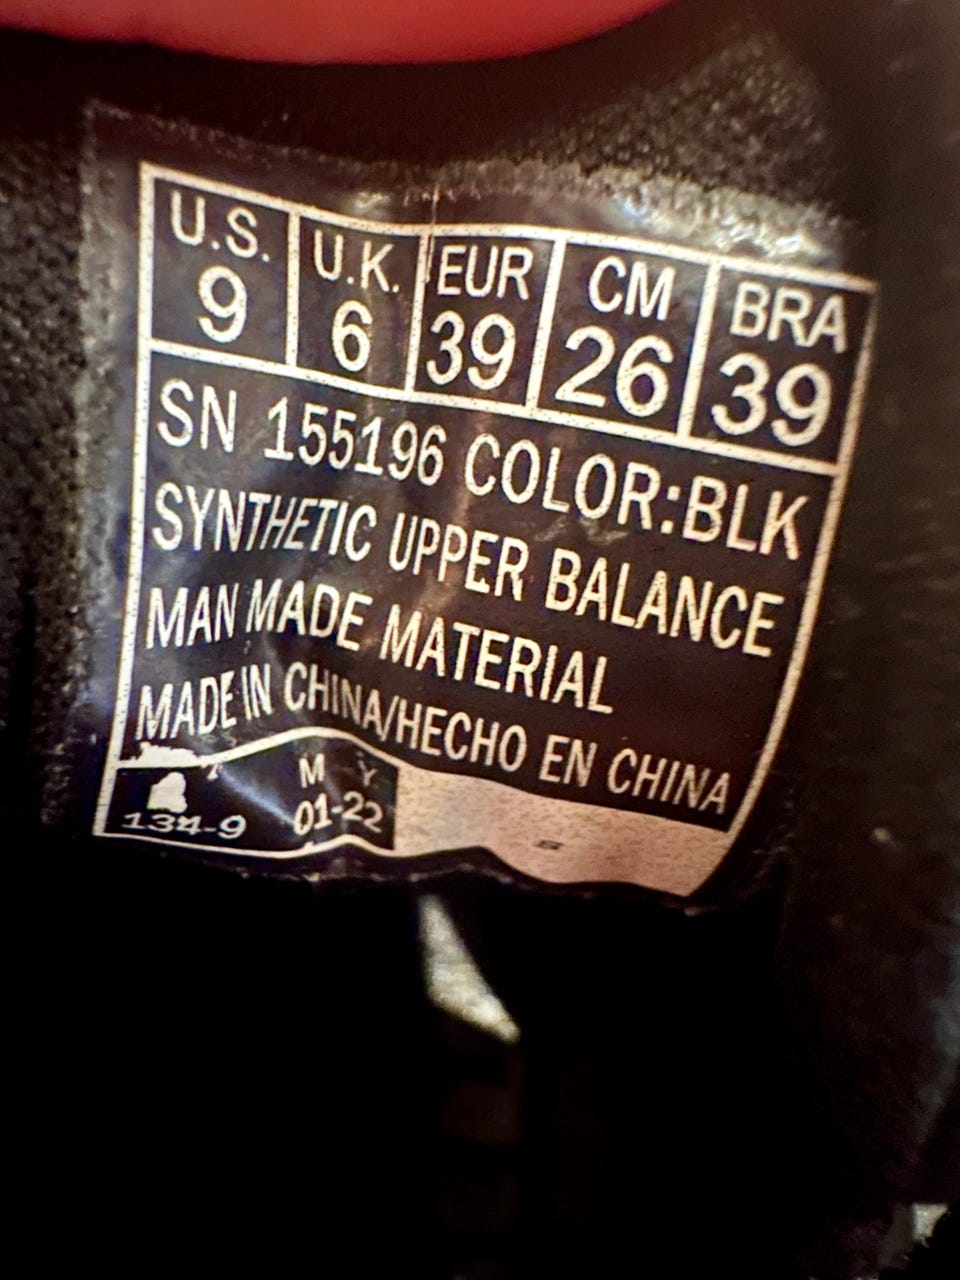 U.S. U.K. EUR CM BRA
9 6 39 26 39
SN 155196 COLOR:BLK
SYNTHETIC UPPER BALANCE
MAN MADE MATERIAL
MADE IN CHINA/HECHO EN CHINA
M Y
134-9 01-22
S